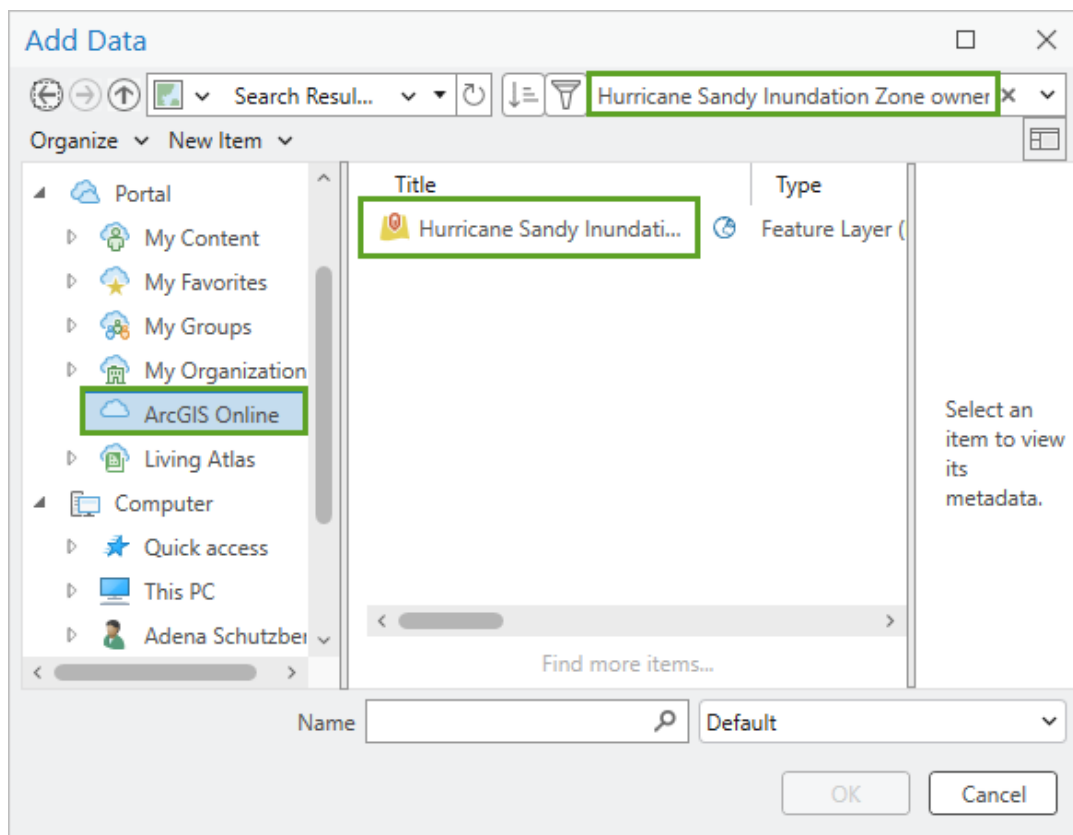 Add Data
Search Resul...
Hurricane Sandy Inundation Zone owner
Organize
New Item
Portal
My Content
My Favorites
My Groups
My Organization
ArcGIS Online
Living Atlas
Computer
Quick access
This PC
Adena Schutzber
Title
Type
Hurricane Sandy Inundati...
Feature Layer (
Find more items...
Select an
item to view
its
metadata.
Name
Default
OK
Cancel